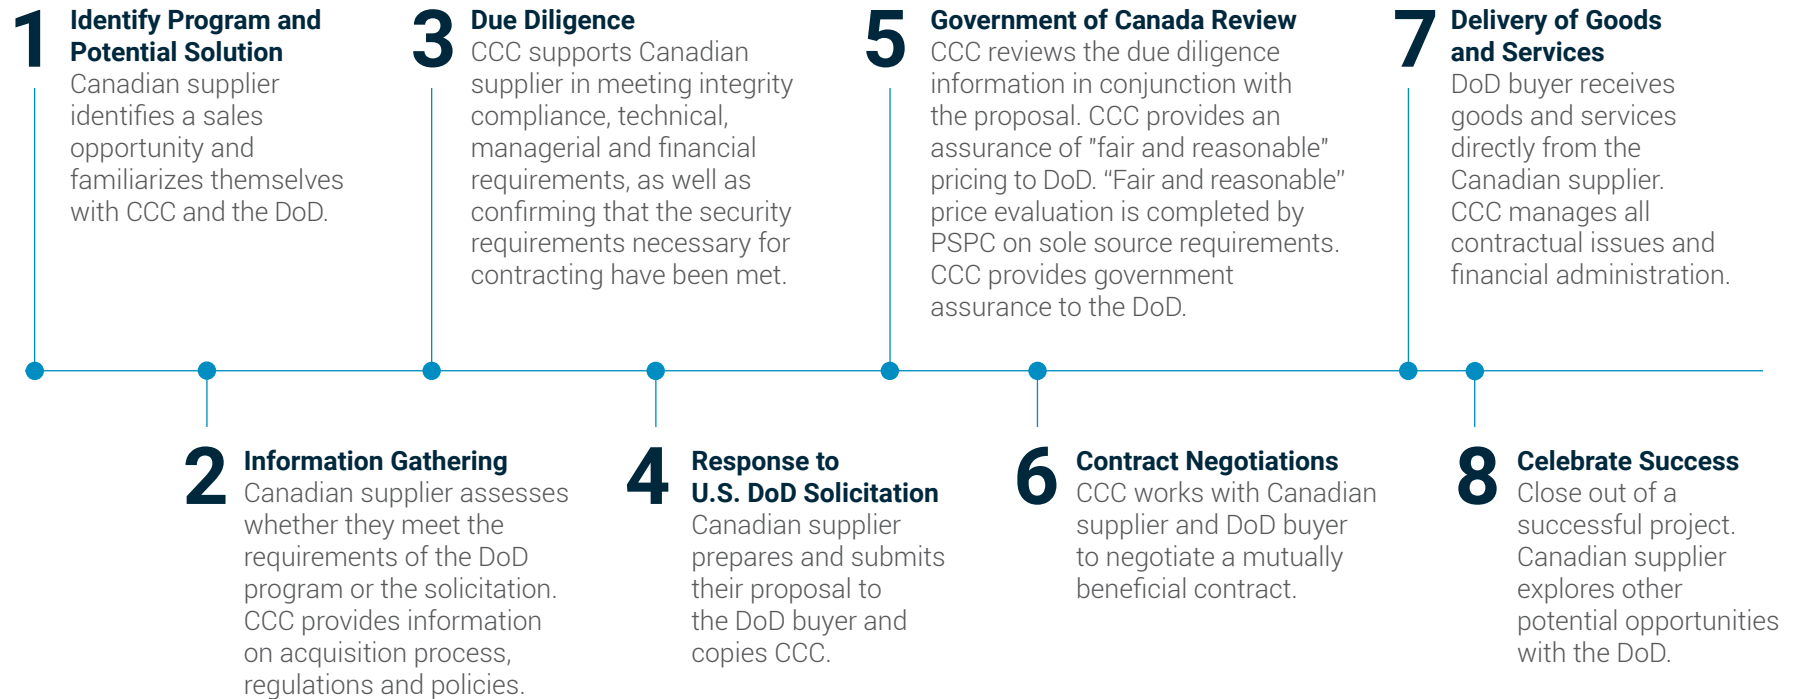 1
Identify Program and
Potential Solution
Canadian supplier
identifies a sales
opportunity and
familiarizes themselves
with CCC and the DoD.
2
Information Gathering
Canadian supplier assesses
whether they meet the
requirements of the DoD
program or the solicitation.
CCC provides information
on acquisition process,
regulations and policies.
3
Due Diligence
CCC supports Canadian
supplier in meeting integrity
compliance, technical,
managerial and financial
requirements, as well as
confirming that the security
requirements necessary for
contracting have been met.
4
Response to
U.S. DoD Solicitation
Canadian supplier
prepares and submits
their proposal to
the DoD buyer and
copies CCC.
5
Government of Canada Review
CCC reviews the due diligence
information in conjunction with
the proposal. CCC provides an
assurance of "fair and reasonable"
pricing to DoD. “Fair and reasonable”
price evaluation is completed by
PSPC on sole source requirements.
CCC provides government
assurance to the DoD.
6
Contract Negotiations
CCC works with Canadian
supplier and DoD buyer
to negotiate a mutually
beneficial contract.
7
Delivery of Goods
and Services
DoD buyer receives
goods and services
directly from the
Canadian supplier.
CCC manages all
contractual issues and
financial administration.
8
Celebrate Success
Close out of a
successful project.
Canadian supplier
explores other
potential opportunities
with the DoD.